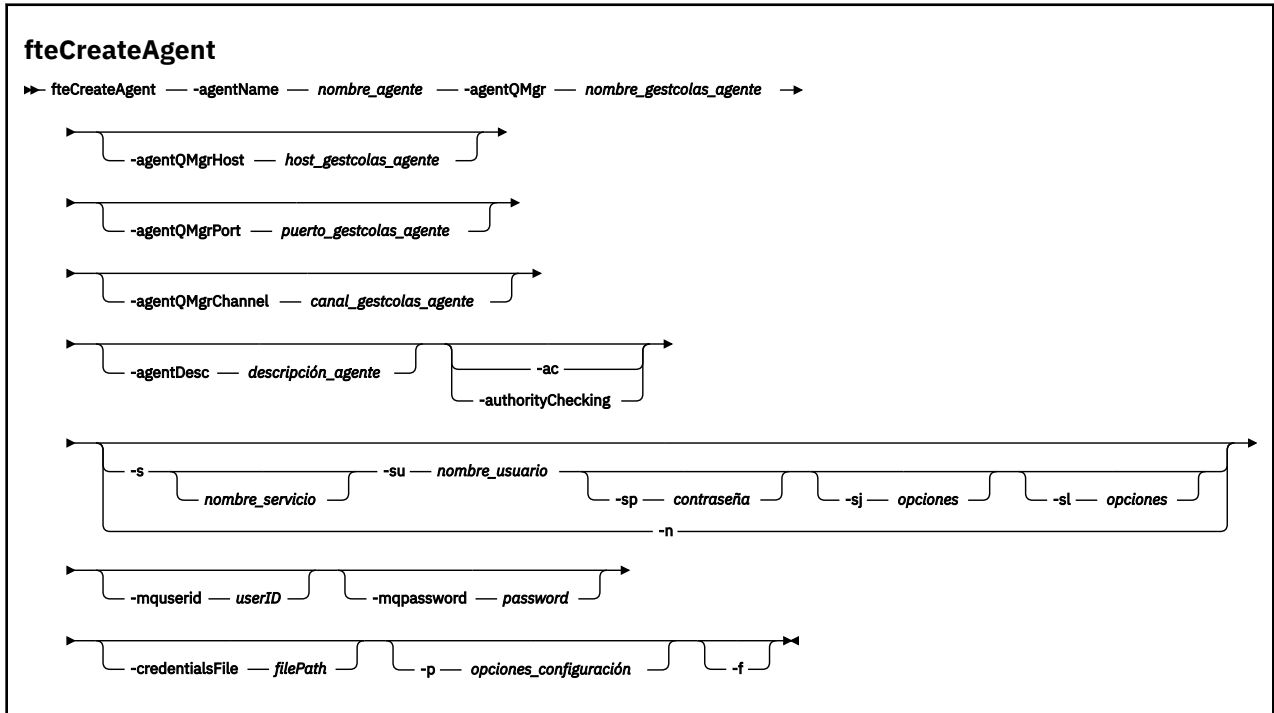 fteCreateAgent
fteCreateAgent -agentName nombre_agente -agentQMgr nombre_gestcolas_agente
-agentQMgrHost host_gestcolas_agente
-agentQMgrPort puerto_gestcolas_agente
-agentQMgrChannel canal_gestcolas_agente
-agentDesc descripción_agente -ac
-authorityChecking
-s -su nombre_usuario
nombre_servicio -sp contraseña -sj opciones -sl opciones
-n
-mquserid userID -mqpassword password
-credentialsFile filePath -p opciones_configuración -f